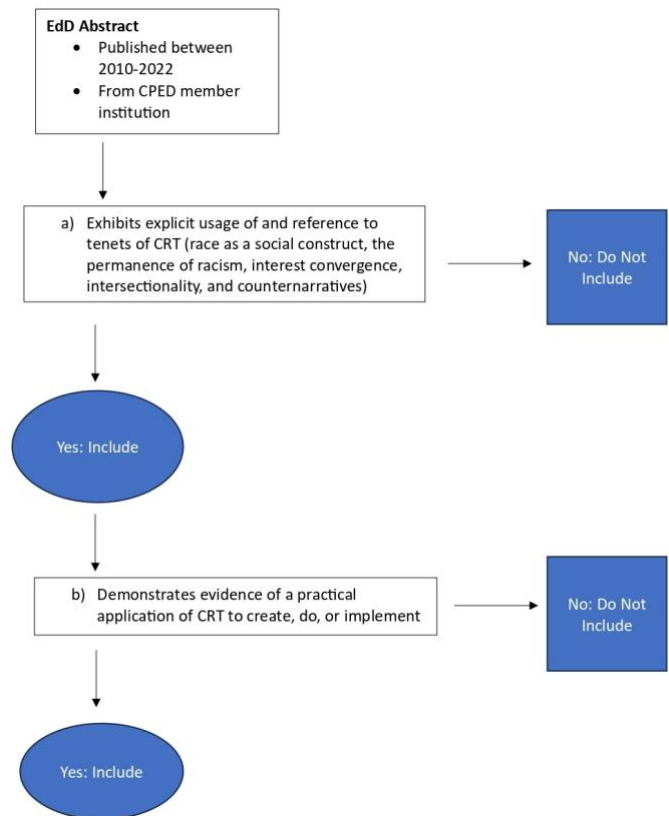 EdD Abstract
• Published between
2010-2022
• From CPED member
institution
a) Exhibits explicit usage of and reference to
tenets of CRT (race as a social construct, the
permanence of racism, interest convergence,
intersectionality, and counternarratives)
No: Do Not
Include
Yes: Include
b) Demonstrates evidence of a practical
application of CRT to create, do, or implement
No: Do Not
Include
Yes: Include